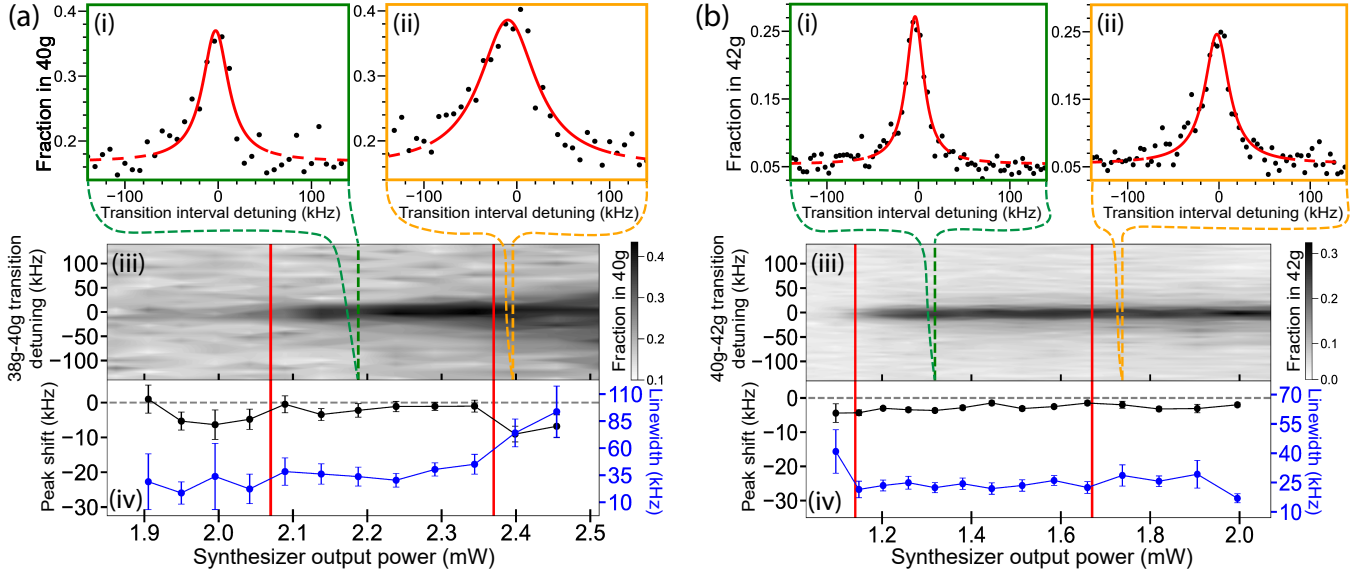 (a)
(i)
(ii)
Fraction in 40g
0.4
0.3
0.2
0.4
0.3
0.2
−100 0 100
Transition interval detuning (kHz)
−100 0 100
Transition interval detuning (kHz)
(iii)
38g-40g transition
detuning (kHz)
100
50
0
−50
−100
Fraction in 40g
0.4
0.3
0.2
0.1
(iv)
Peak shift (kHz)
0
−10
−20
−30
110
85
60
35
10
Linewidth
(kHz)
1.9 2.0 2.1 2.2 2.3 2.4 2.5
Synthesizer output power (mW)
(b)
(i)
(ii)
Fraction in 42g
0.25
0.15
0.05
0.25
0.15
0.05
−100 0 100
Transition interval detuning (kHz)
−100 0 100
Transition interval detuning (kHz)
(iii)
40g-42g transition
detuning (kHz)
100
50
0
−50
−100
Fraction in 42g
0.3
0.2
0.1
0.0
(iv)
Peak shift (kHz)
0
−10
−20
−30
70
55
40
25
10
Linewidth
(kHz)
1.2 1.4 1.6 1.8 2.0
Synthesizer output power (mW)